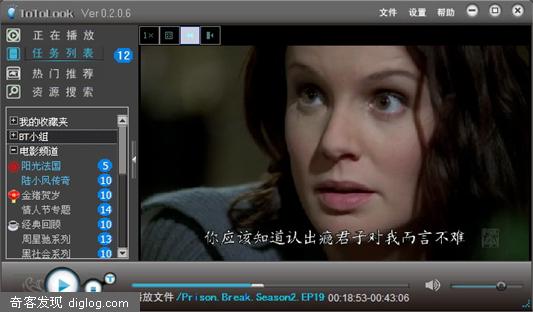 ToToLook Ver0.2.0.6 文件 设置 帮助
正在播放
任务列表 12
热门推荐
资源搜索
1×
我的收藏夹
BT小组
电影频道
阳光法国 5
陆小凤传奇 10
金猪贺岁 10
情人节专题 14
经典回顾 10
周星驰系列 13
黑社会系列 10
你应该知道认出瘾君子对我而言不难
播放文件 /Prison.Break.Season2.EP19 00:18:53-00:43:06
奇客发现 diglog.com